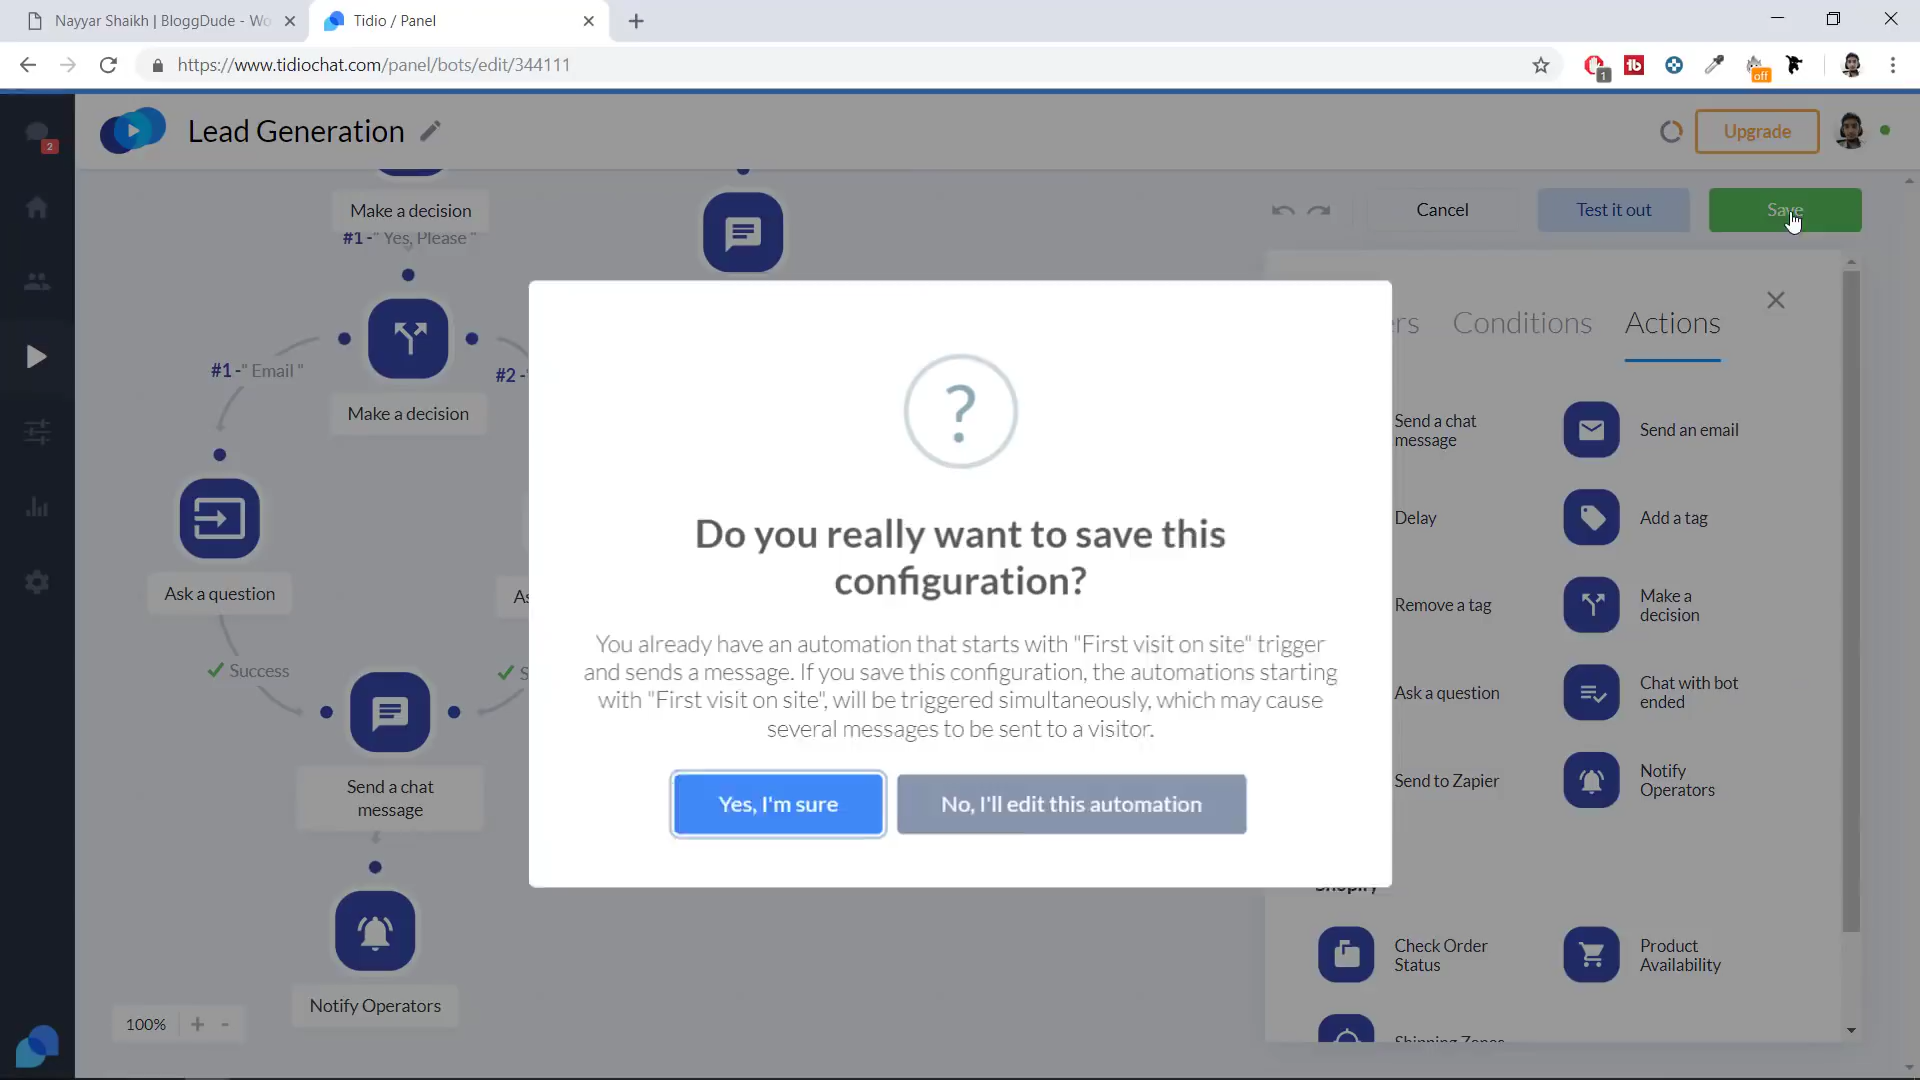 Nayyar Shaikh | BloggDude - Wo
Tidio / Panel
https://www.tidiochat.com/panel/bots/edit/344111
1
off
2
Lead Generation
Upgrade
Make a decision
#1 -" Yes, Please "
Cancel
Test it out
Save
Conditions
Actions
#1 -" Email "
#2 -
Make a decision
?
Send a chat
message
Send an email
Do you really want to save this
configuration?
Delay
Add a tag
Ask a question
Remove a tag
Make a
decision
You already have an automation that starts with "First visit on site" trigger
and sends a message. If you save this configuration, the automations starting
with "First visit on site", will be triggered simultaneously, which may cause
several messages to be sent to a visitor.
Success
Ask a question
Chat with bot
ended
Send a chat
message
Yes, I'm sure
No, I'll edit this automation
Send to Zapier
Notify
Operators
Shopify
Check Order
Status
Product
Availability
Notify Operators
100%
+
-
Shipping Zones